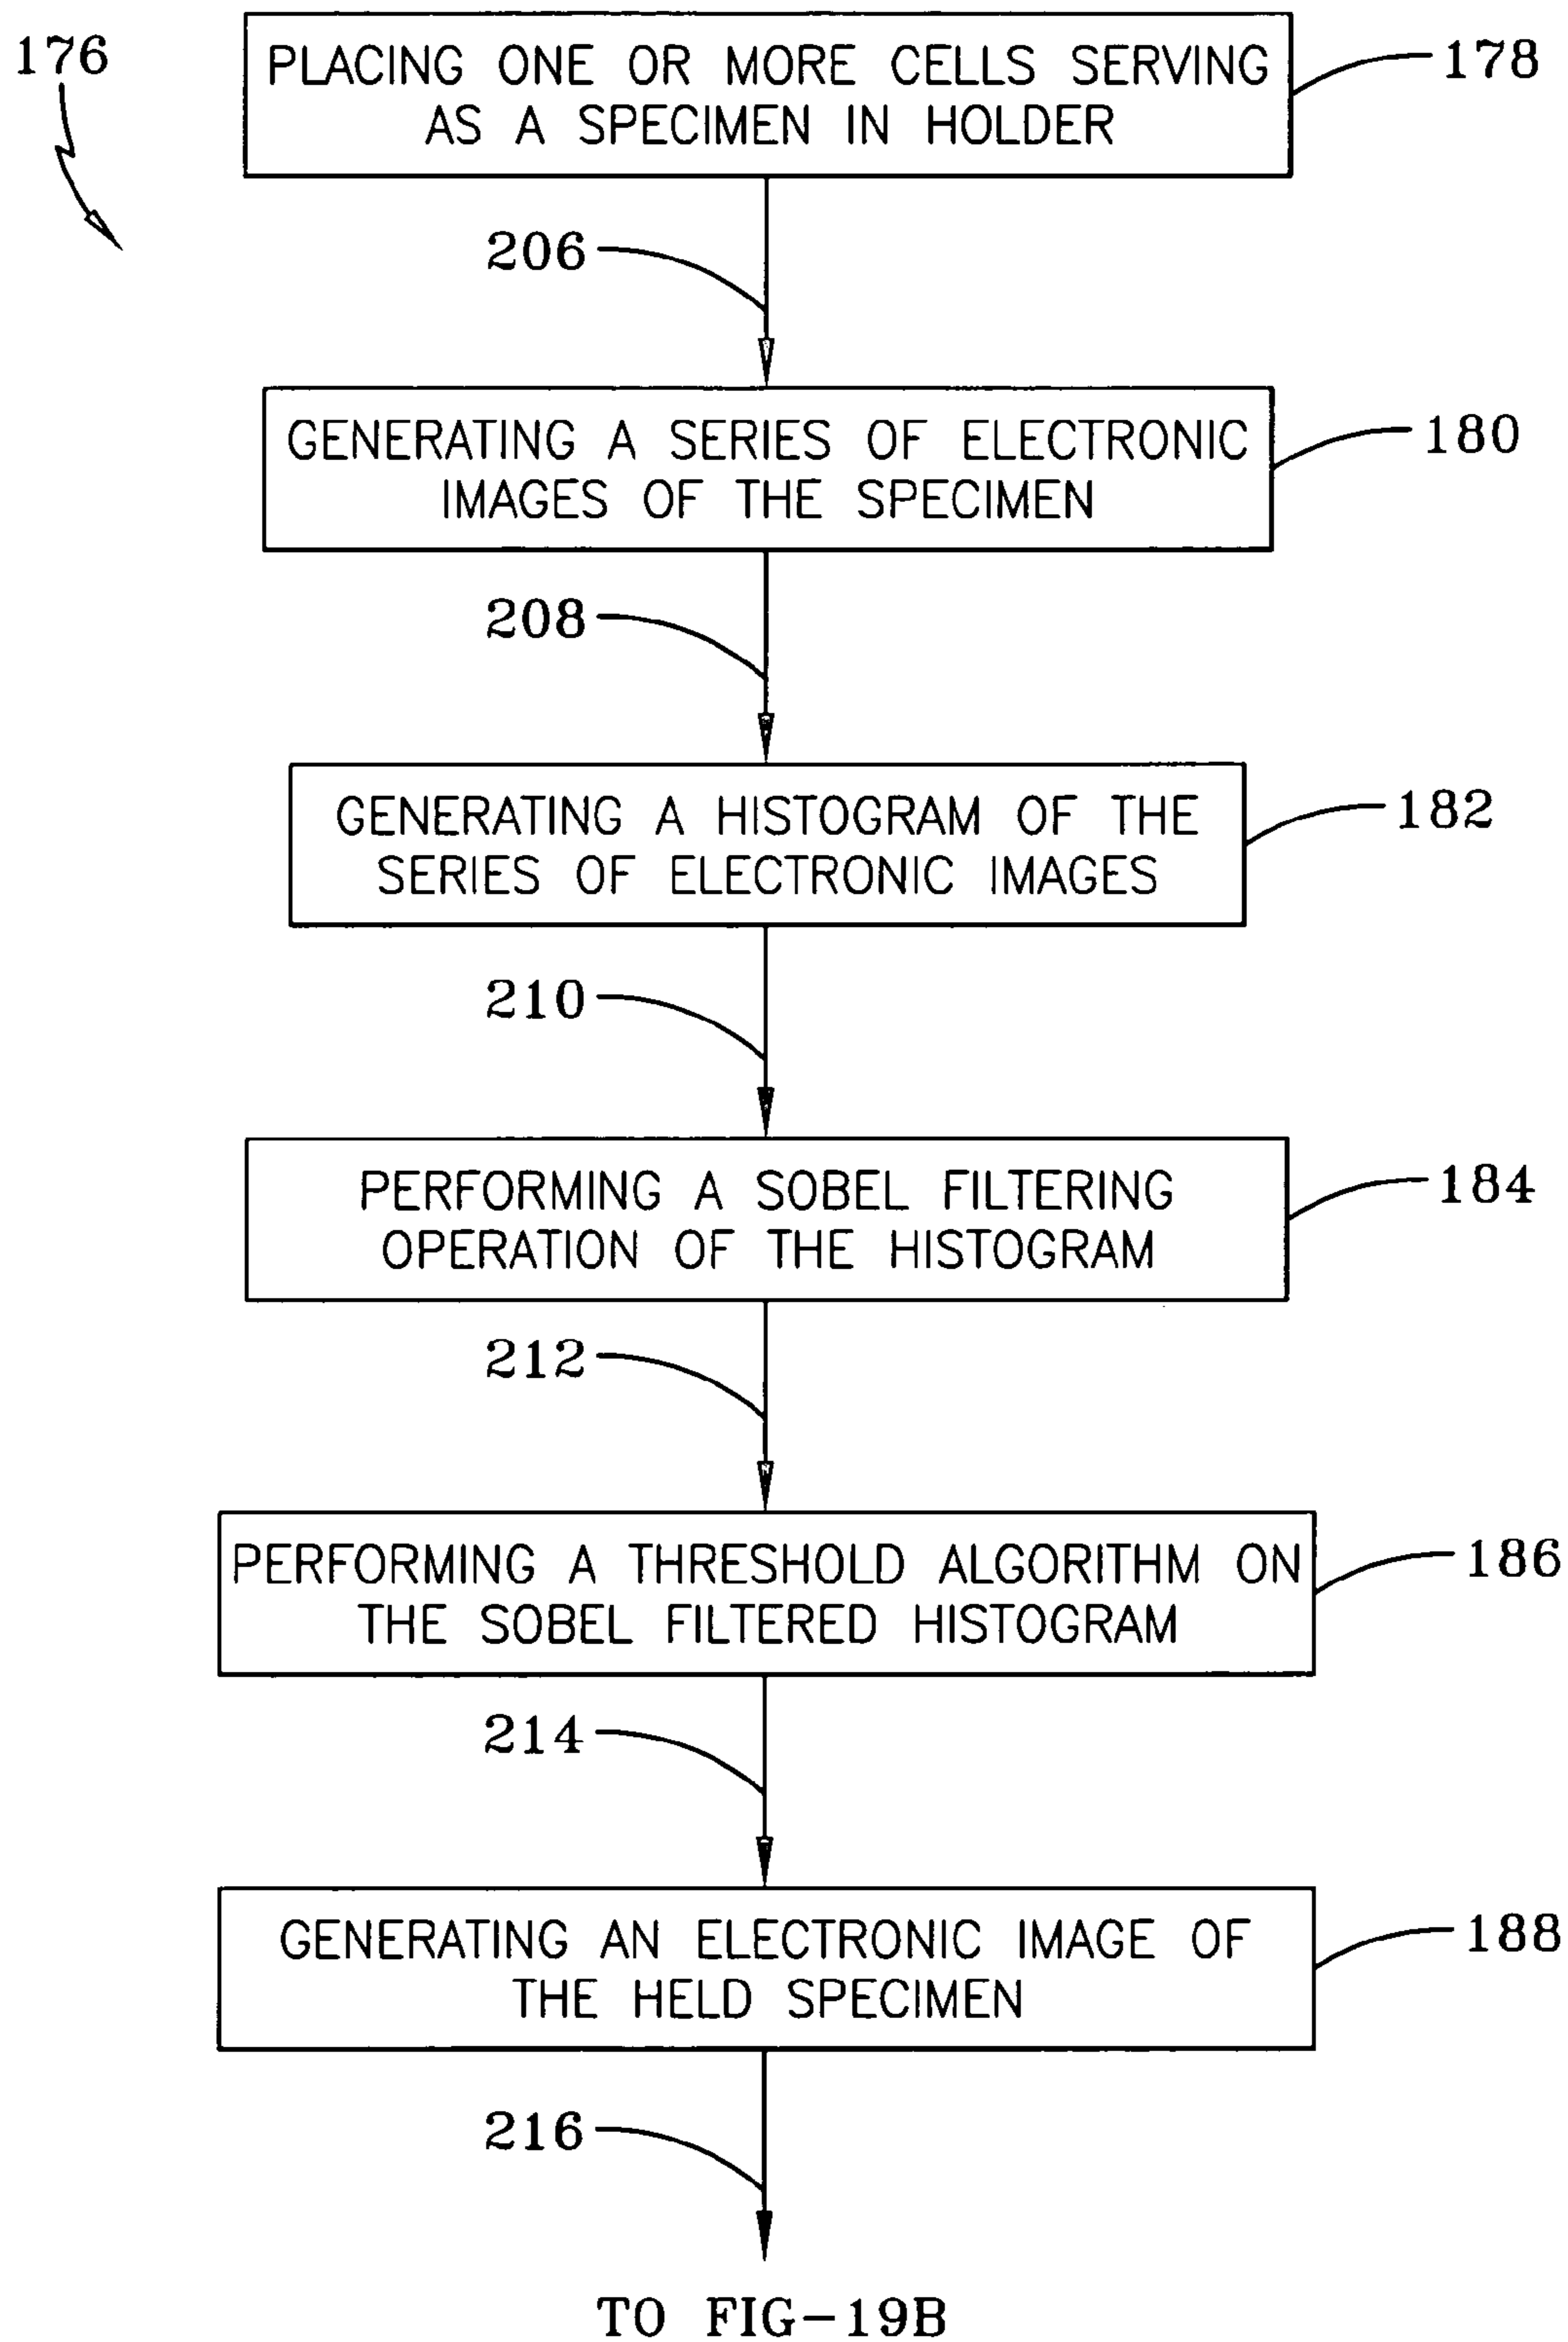 176
PLACING ONE OR MORE CELLS SERVING
AS A SPECIMEN IN HOLDER
178
206
GENERATING A SERIES OF ELECTRONIC
IMAGES OF THE SPECIMEN
180
208
GENERATING A HISTOGRAM OF THE
SERIES OF ELECTRONIC IMAGES
182
210
PERFORMING A SOBEL FILTERING
OPERATION OF THE HISTOGRAM
184
212
PERFORMING A THRESHOLD ALGORITHM ON
THE SOBEL FILTERED HISTOGRAM
186
214
GENERATING AN ELECTRONIC IMAGE OF
THE HELD SPECIMEN
188
216
TO FIG-19B